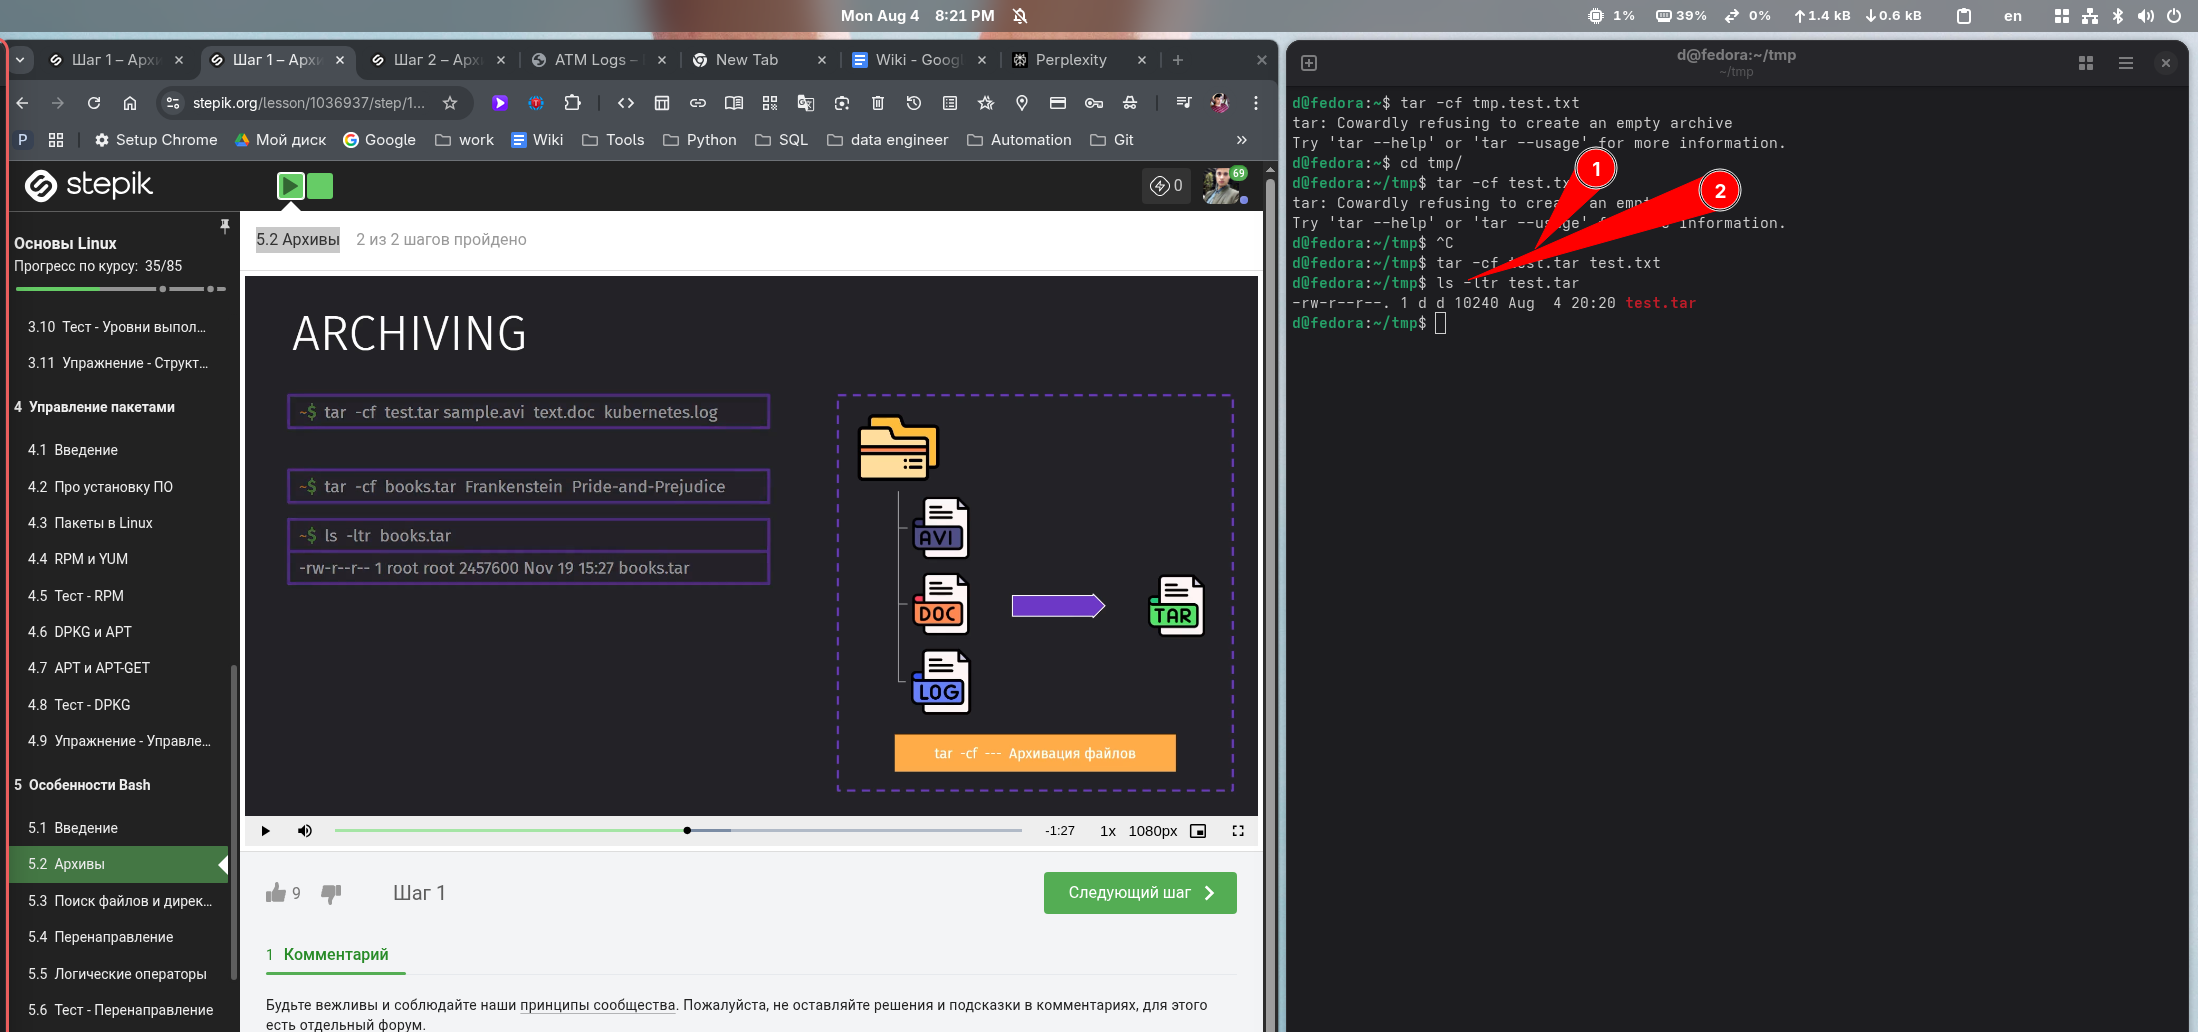 Mon Aug 4 8:21 PM
1% 39% 0% 1.4 kB 0.6 kB en
Шаг 1 – Архи
Шаг 1 – Архи
Шаг 2 – Архи
ATM Logs –
New Tab
Wiki - Googl
Perplexity
stepik.org/lesson/1036937/step/1...
P Setup Chrome Мой диск Google work Wiki Tools Python SQL data engineer Automation Git »
stepik
0 69
Основы Linux
Прогресс по курсу: 35/85
3.10 Тест - Уровни выпол...
3.11 Упражнение - Структ...
4 Управление пакетами
4.1 Введение
4.2 Про установку ПО
4.3 Пакеты в Linux
4.4 RPM и YUM
4.5 Тест - RPM
4.6 DPKG и APT
4.7 APT и APT-GET
4.8 Тест - DPKG
4.9 Упражнение - Управле...
5 Особенности Bash
5.1 Введение
5.2 Архивы
5.3 Поиск файлов и дирек...
5.4 Перенаправление
5.5 Логические операторы
5.6 Тест - Перенаправление
5.2 Архивы 2 из 2 шагов пройдено
ARCHIVING
~$ tar -cf test.tar sample.avi text.doc kubernetes.log
~$ tar -cf books.tar Frankenstein Pride-and-Prejudice
~$ ls -ltr books.tar
-rw-r--r-- 1 root root 2457600 Nov 19 15:27 books.tar
AVI
DOC
TAR
LOG
tar -cf --- Архивация файлов
-1:27 1x 1080px
9 Шаг 1
Следующий шаг
1 Комментарий
Будьте вежливы и соблюдайте наши принципы сообщества. Пожалуйста, не оставляйте решения и подсказки в комментариях, для этого
есть отдельный форум.
d@fedora:~/tmp
~/tmp
d@fedora:~$ tar -cf tmp.test.txt
tar: Cowardly refusing to create an empty archive
Try 'tar --help' or 'tar --usage' for more information.
d@fedora:~$ cd tmp/
d@fedora:~/tmp$ tar -cf test.tx
tar: Cowardly refusing to create an empt
Try 'tar --help' or 'tar --usage' for more information.
d@fedora:~/tmp$ ^C
d@fedora:~/tmp$ tar -cf test.tar test.txt
d@fedora:~/tmp$ ls -ltr test.tar
-rw-r--r--. 1 d d 10240 Aug  4 20:20 test.tar
d@fedora:~/tmp$
1
2